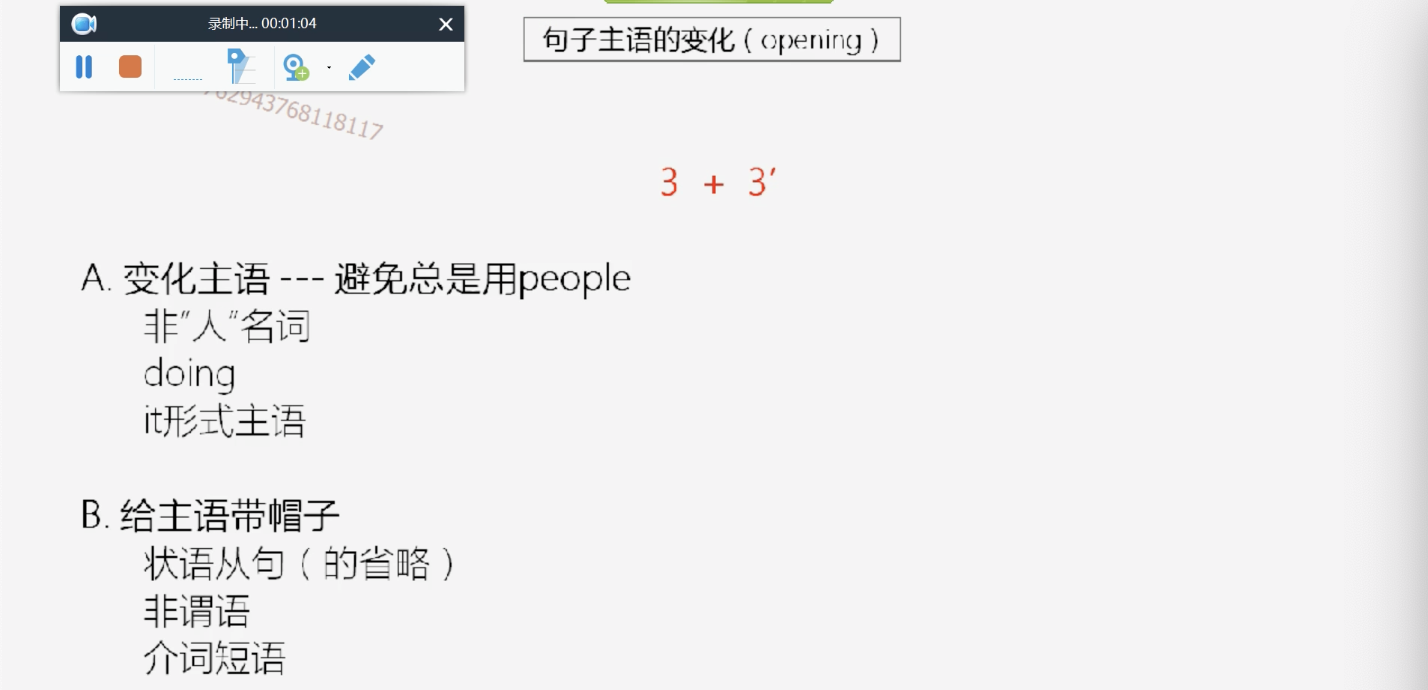 录制中... 00:01:04
句子主语的变化（opening）
62943768118117
3 + 3′
A. 变化主语 --- 避免总是用people
非"人"名词
doing
it形式主语
B. 给主语带帽子
状语从句（的省略）
非谓语
介词短语